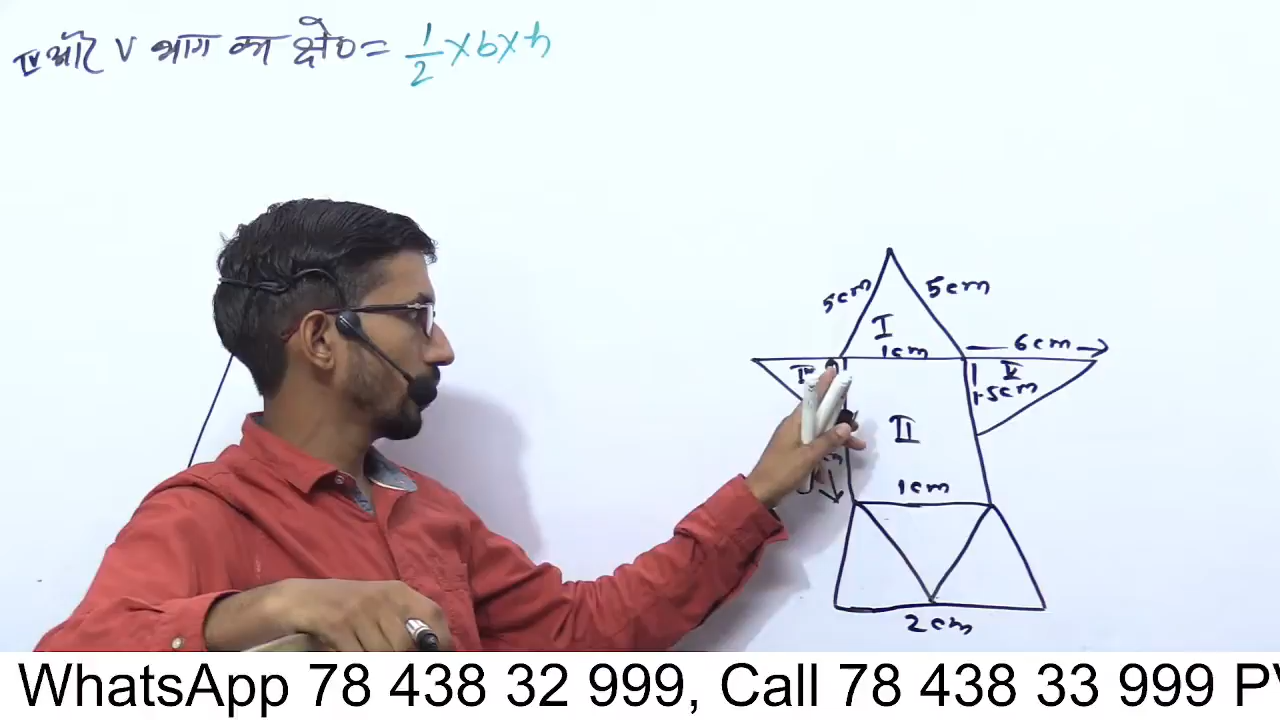 IV और V भाग का क्षे० = 1/2 × b × h
5cm
5cm
I
1cm
6cm
V
1.5cm
II
1cm
2cm
WhatsApp 78 438 32 999, Call 78 438 33 999